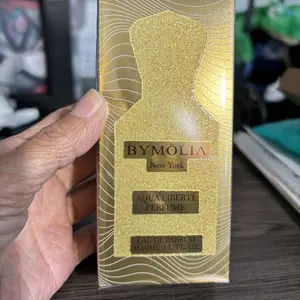 BYMOLIA
New York
AQUA LIBERTE
PERFUME
EAU DE PARFUM